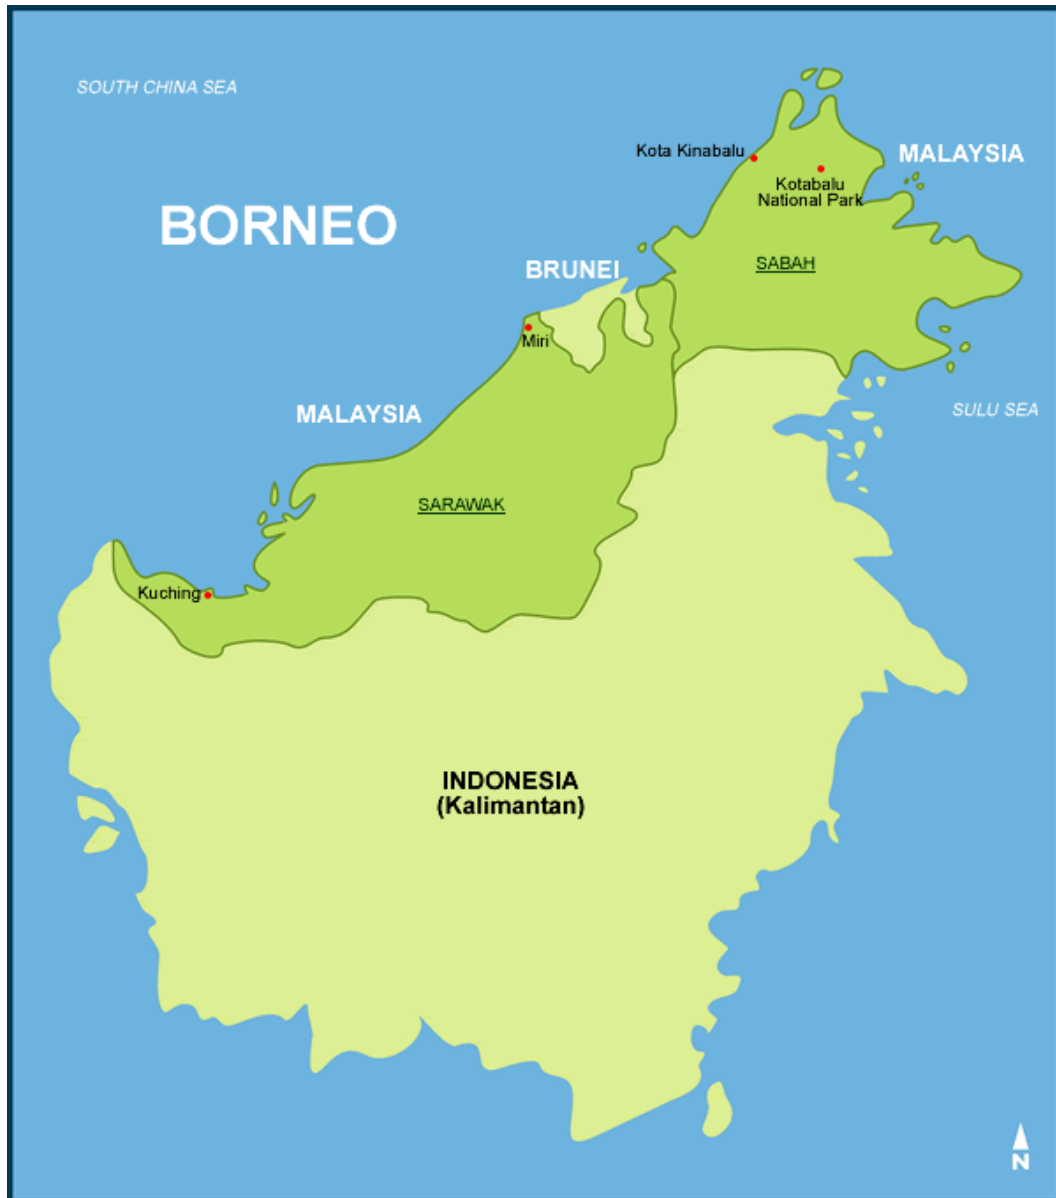 SOUTH CHINA SEA
Kota Kinabalu
MALAYSIA
Kotabalu
National Park
BORNEO
BRUNEI
SABAH
Miri
MALAYSIA
SULU SEA
SARAWAK
Kuching
INDONESIA
(Kalimantan)
N